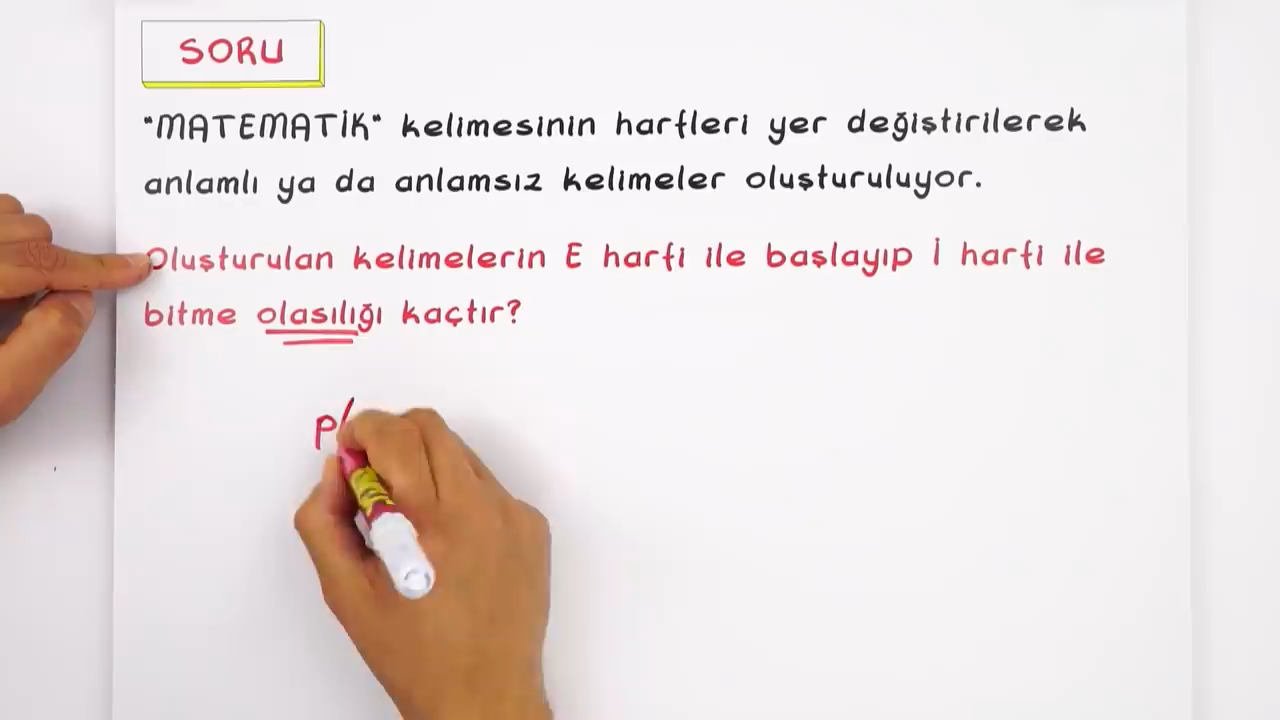 SORU
"MATEMATİK" kelimesinin harfleri yer değiştirilerek
anlamlı ya da anlamsız kelimeler oluşturuluyor.
Oluşturulan kelimelerin E harfi ile başlayıp İ harfi ile
bitme olasılığı kaçtır?
P(